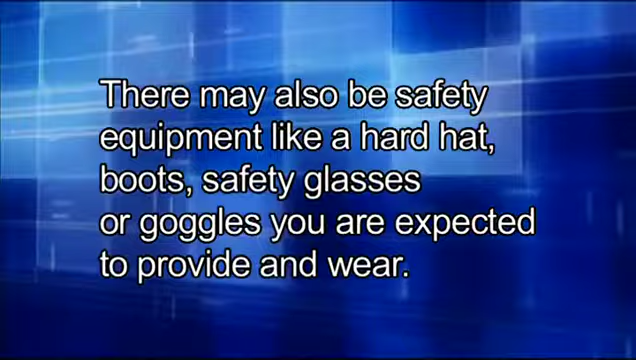 There may also be safety
equipment like a hard hat,
boots, safety glasses
or goggles you are expected
to provide and wear.